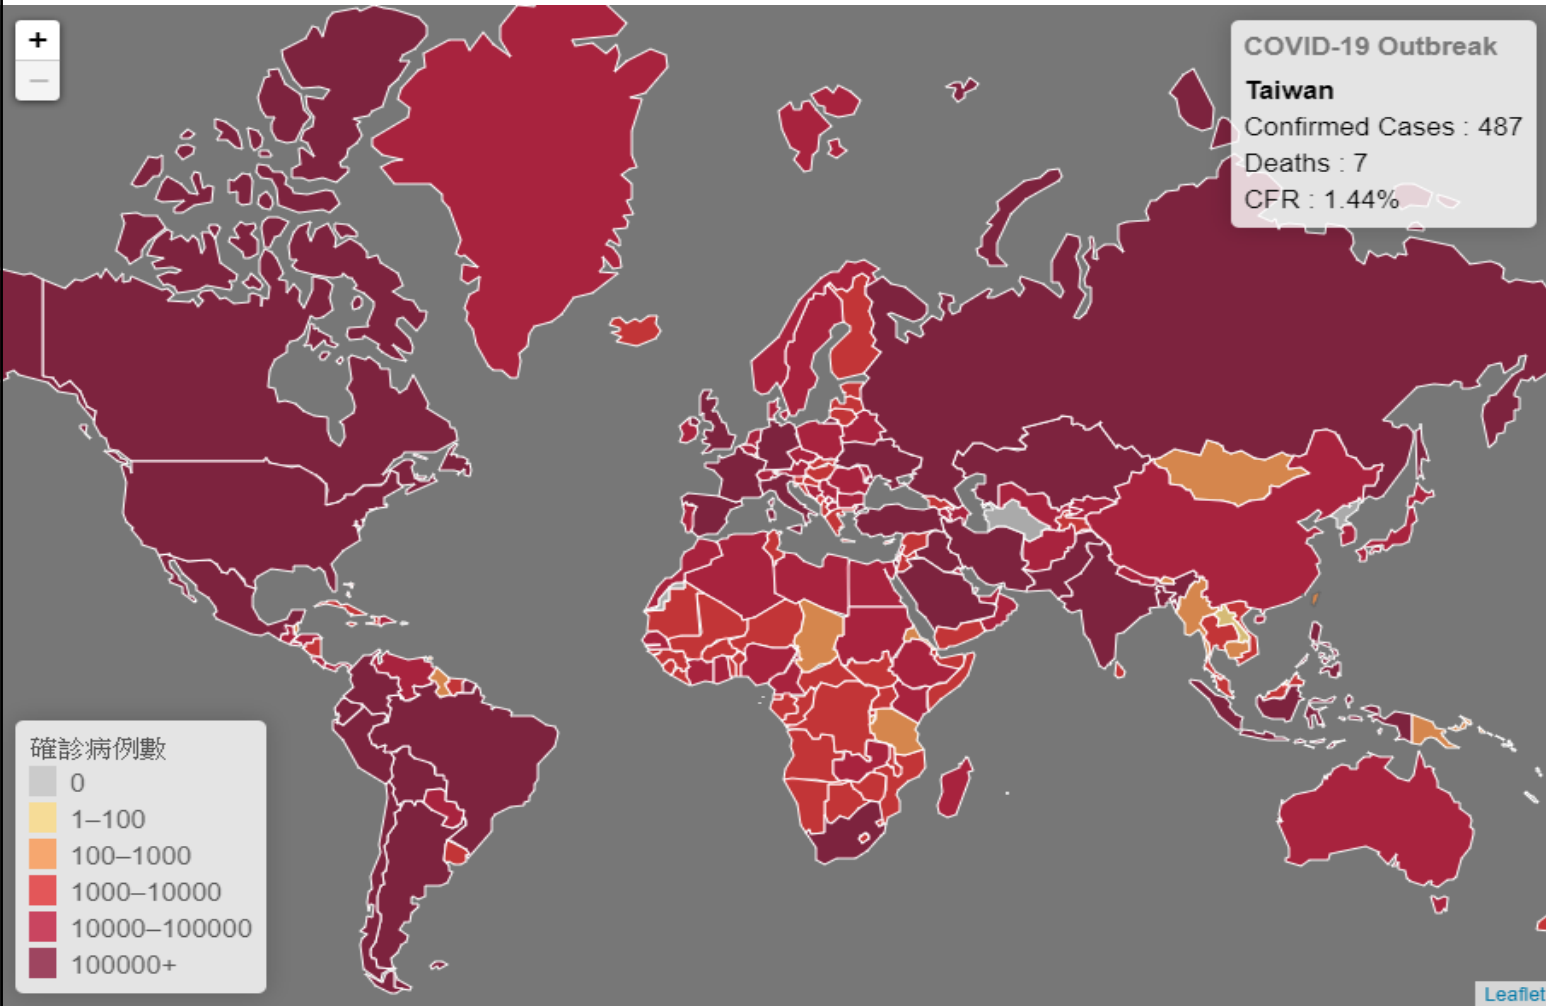 +
−
COVID-19 Outbreak
Taiwan
Confirmed Cases : 487
Deaths : 7
CFR : 1.44%
確診病例數
0
1–100
100–1000
1000–10000
10000–100000
100000+
Leaflet